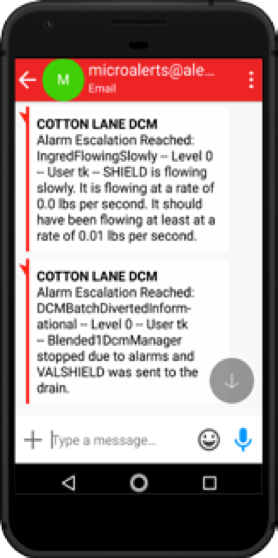 microalerts@ale...
M
Email
COTTON LANE DCM
Alarm Escalation Reached:
IngredFlowingSlowly -- Level 0
-- User tk -- SHIELD is flowing
slowly. It is flowing at a rate of
0.0 lbs per second. It should
have been flowing at least at a
rate of 0.01 lbs per second.
COTTON LANE DCM
Alarm Escalation Reached:
DCMBatchDivertedInform-
ational -- Level 0 -- User tk
-- Blended1DcmManager
stopped due to alarms and
VALSHIELD was sent to the
drain.
Type a message...